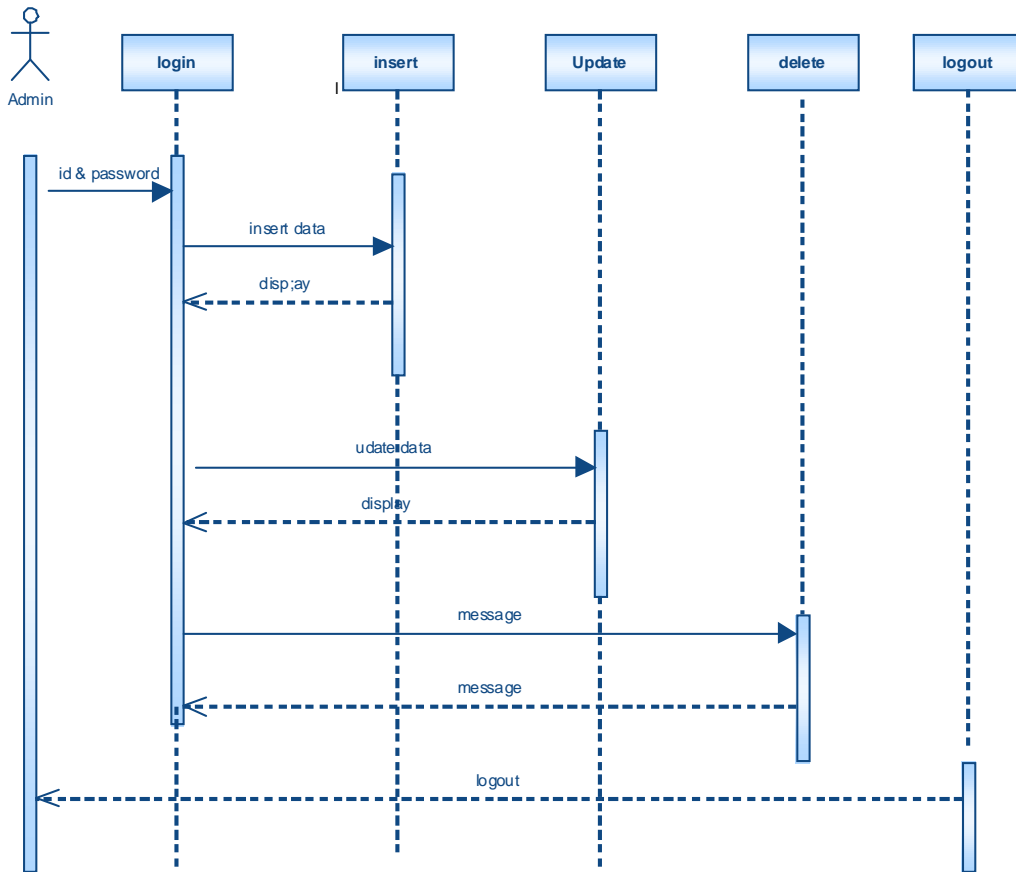 login
insert
Update
delete
logout
Admin
id & password
insert data
disp;ay
udate data
display
message
message
logout